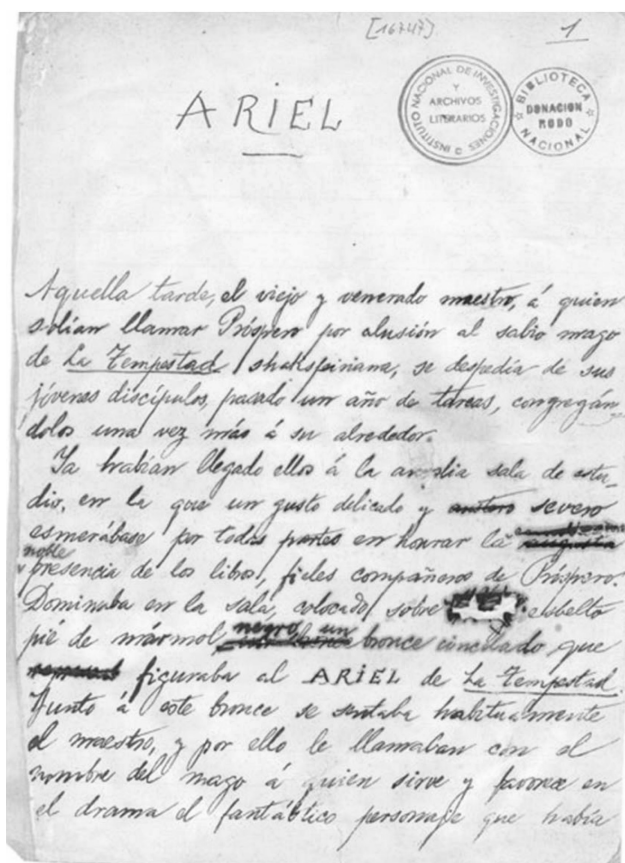 [16747]
1
ARIEL
INSTITUTO NACIONAL DE INVESTIGACIONES
Y
ARCHIVOS
LITERARIOS
BIBLIOTECA
DONACION
RODO
NACIONAL
Aquella tarde, el viejo y venerado maestro, á quien
solían llamar Próspero por alusión al sabio mago
de La Tempestad shakspiriana, se despedía de sus
jóvenes discípulos, pasado un año de tareas, congregán
dolos una vez más á su alrededor.
Ya habían llegado ellos á la amplia sala de estu-
dio, en la que un gusto delicado y austero severo
esmerábase por todas partes en honrar la
noble
presencia de los libros, fieles compañeros de Próspero.
Dominaba en la sala, colocado sobre esbelto
pié de mármol negro, un bronce cincelado que
figuraba al ARIEL de La Tempestad.
Junto á este bronce se sentaba habitualmente
el maestro, y por ello le llamaban con el
nombre del mago á quien sirve y favorece en
el drama el fantástico personaje que había